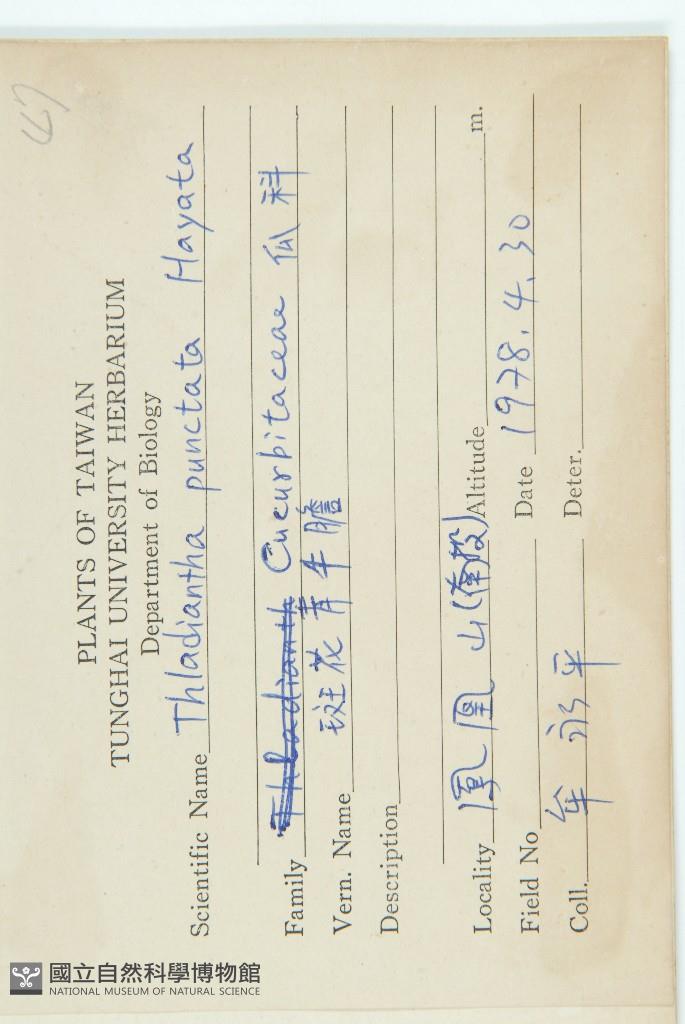 47
PLANTS OF TAIWAN
TUNGHAI UNIVERSITY HERBARIUM
Department of Biology
Scientific Name Thladiantha punctata Hayata
Family Thladianth Cucurbitaceae 瓜科
Vern. Name 斑花青牛膽
Description
Locality 鳳凰山(南投) Altitude m.
Field No Date 1978.4.30
Coll. 牟永平 Deter.
國立自然科學博物館
NATIONAL MUSEUM OF NATURAL SCIENCE